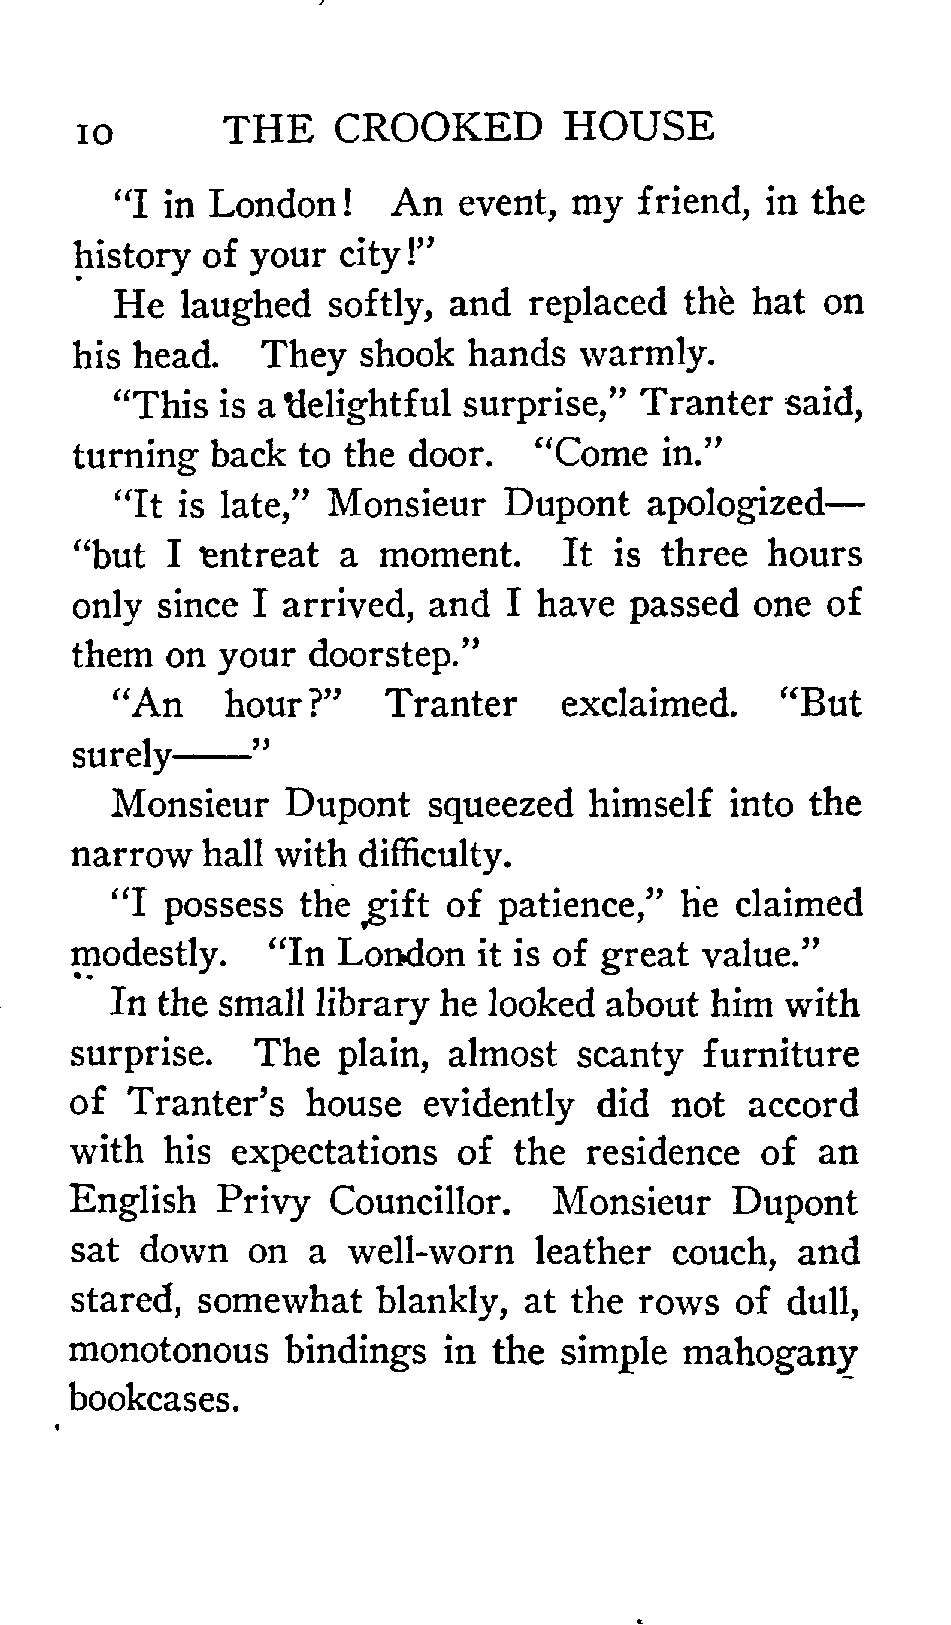 10 THE CROOKED HOUSE
“I in London! An event, my friend, in the
history of your city!”
He laughed softly, and replaced the hat on
his head. They shook hands warmly.
“This is a delightful surprise,” Tranter said,
turning back to the door. “Come in.”
“It is late,” Monsieur Dupont apologized—
“but I entreat a moment. It is three hours
only since I arrived, and I have passed one of
them on your doorstep.”
“An hour?” Tranter exclaimed. “But
surely——”
Monsieur Dupont squeezed himself into the
narrow hall with difficulty.
“I possess the gift of patience,” he claimed
modestly. “In London it is of great value.”
In the small library he looked about him with
surprise. The plain, almost scanty furniture
of Tranter’s house evidently did not accord
with his expectations of the residence of an
English Privy Councillor. Monsieur Dupont
sat down on a well-worn leather couch, and
stared, somewhat blankly, at the rows of dull,
monotonous bindings in the simple mahogany
bookcases.